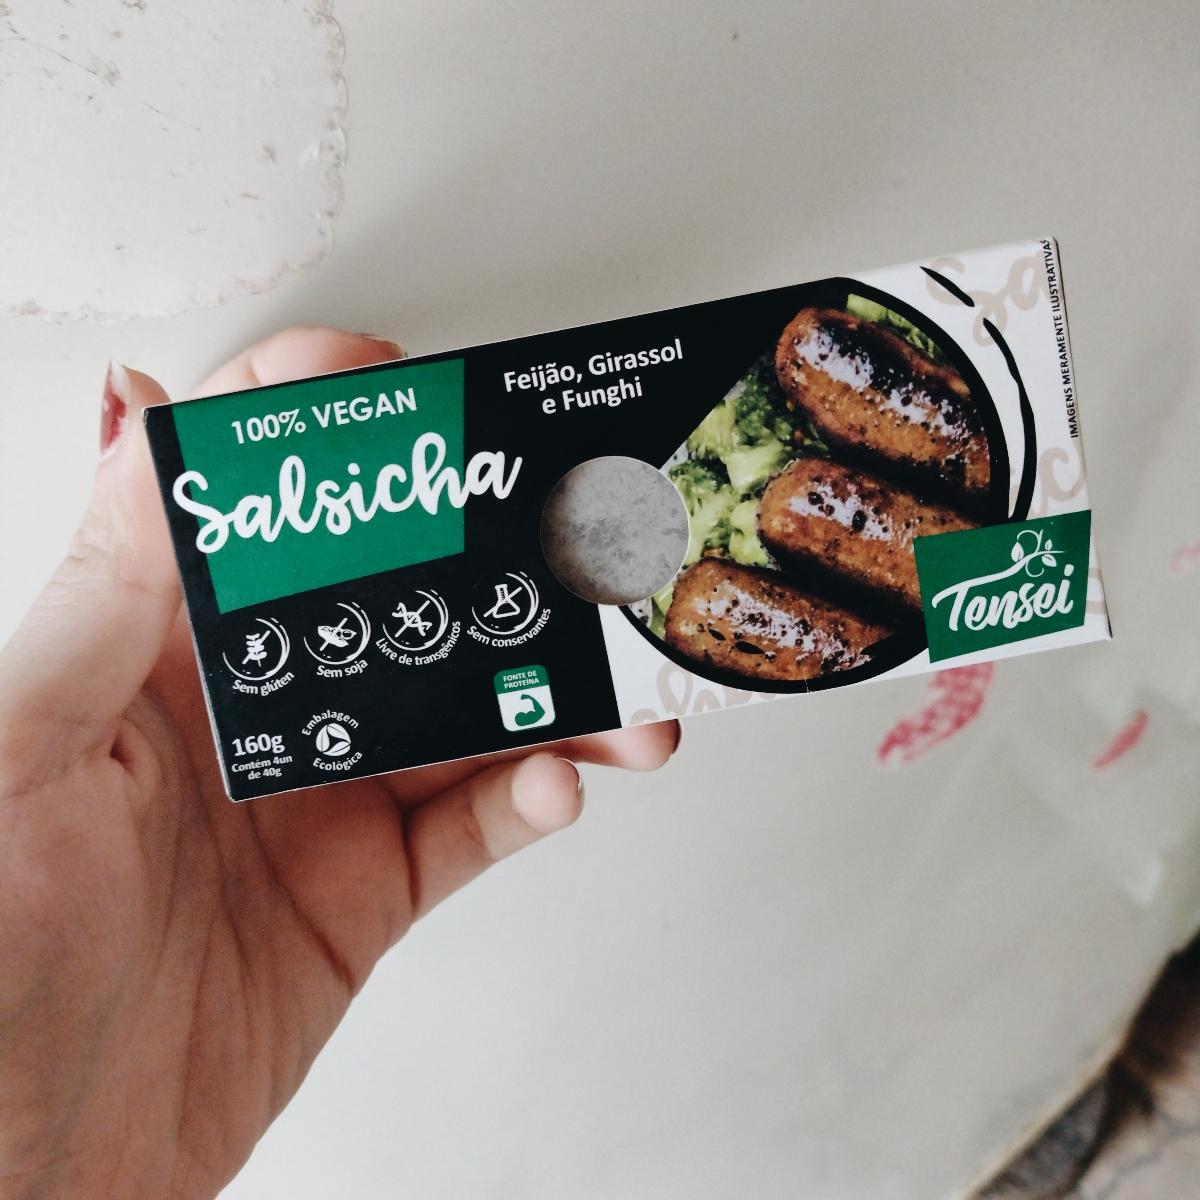 100% VEGAN
Salsicha
Feijão, Girassol
e Funghi
Sem glúten
Sem soja
Livre de transgênicos
Sem conservantes
FONTE DE
PROTEÍNA
160g
Contém 4un
de 40g
Embalagem
Ecológica
Tensei
IMAGENS MERAMENTE ILUSTRATIVAS